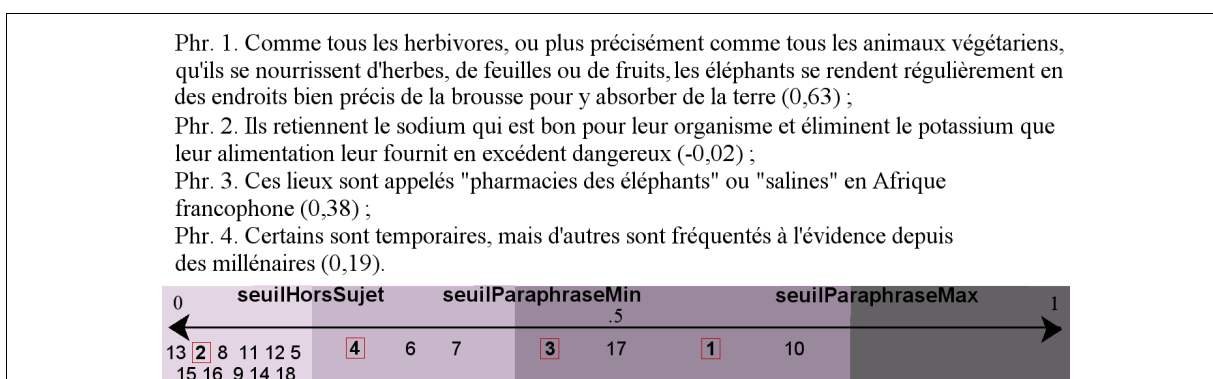 Phr. 1. Comme tous les herbivores, ou plus précisément comme tous les animaux végétariens,
qu'ils se nourrissent d'herbes, de feuilles ou de fruits, les éléphants se rendent régulièrement en
des endroits bien précis de la brousse pour y absorber de la terre (0,63) ;
Phr. 2. Ils retiennent le sodium qui est bon pour leur organisme et éliminent le potassium que
leur alimentation leur fournit en excédent dangereux (-0,02) ;
Phr. 3. Ces lieux sont appelés "pharmacies des éléphants" ou "salines" en Afrique
francophone (0,38) ;
Phr. 4. Certains sont temporaires, mais d'autres sont fréquentés à l'évidence depuis
des millénaires (0,19).
0 seuilHorsSujet seuilParaphraseMin seuilParaphraseMax 1
.5
13 2 8 11 12 5 4 6 7 3 17 1 10
15 16 9 14 18